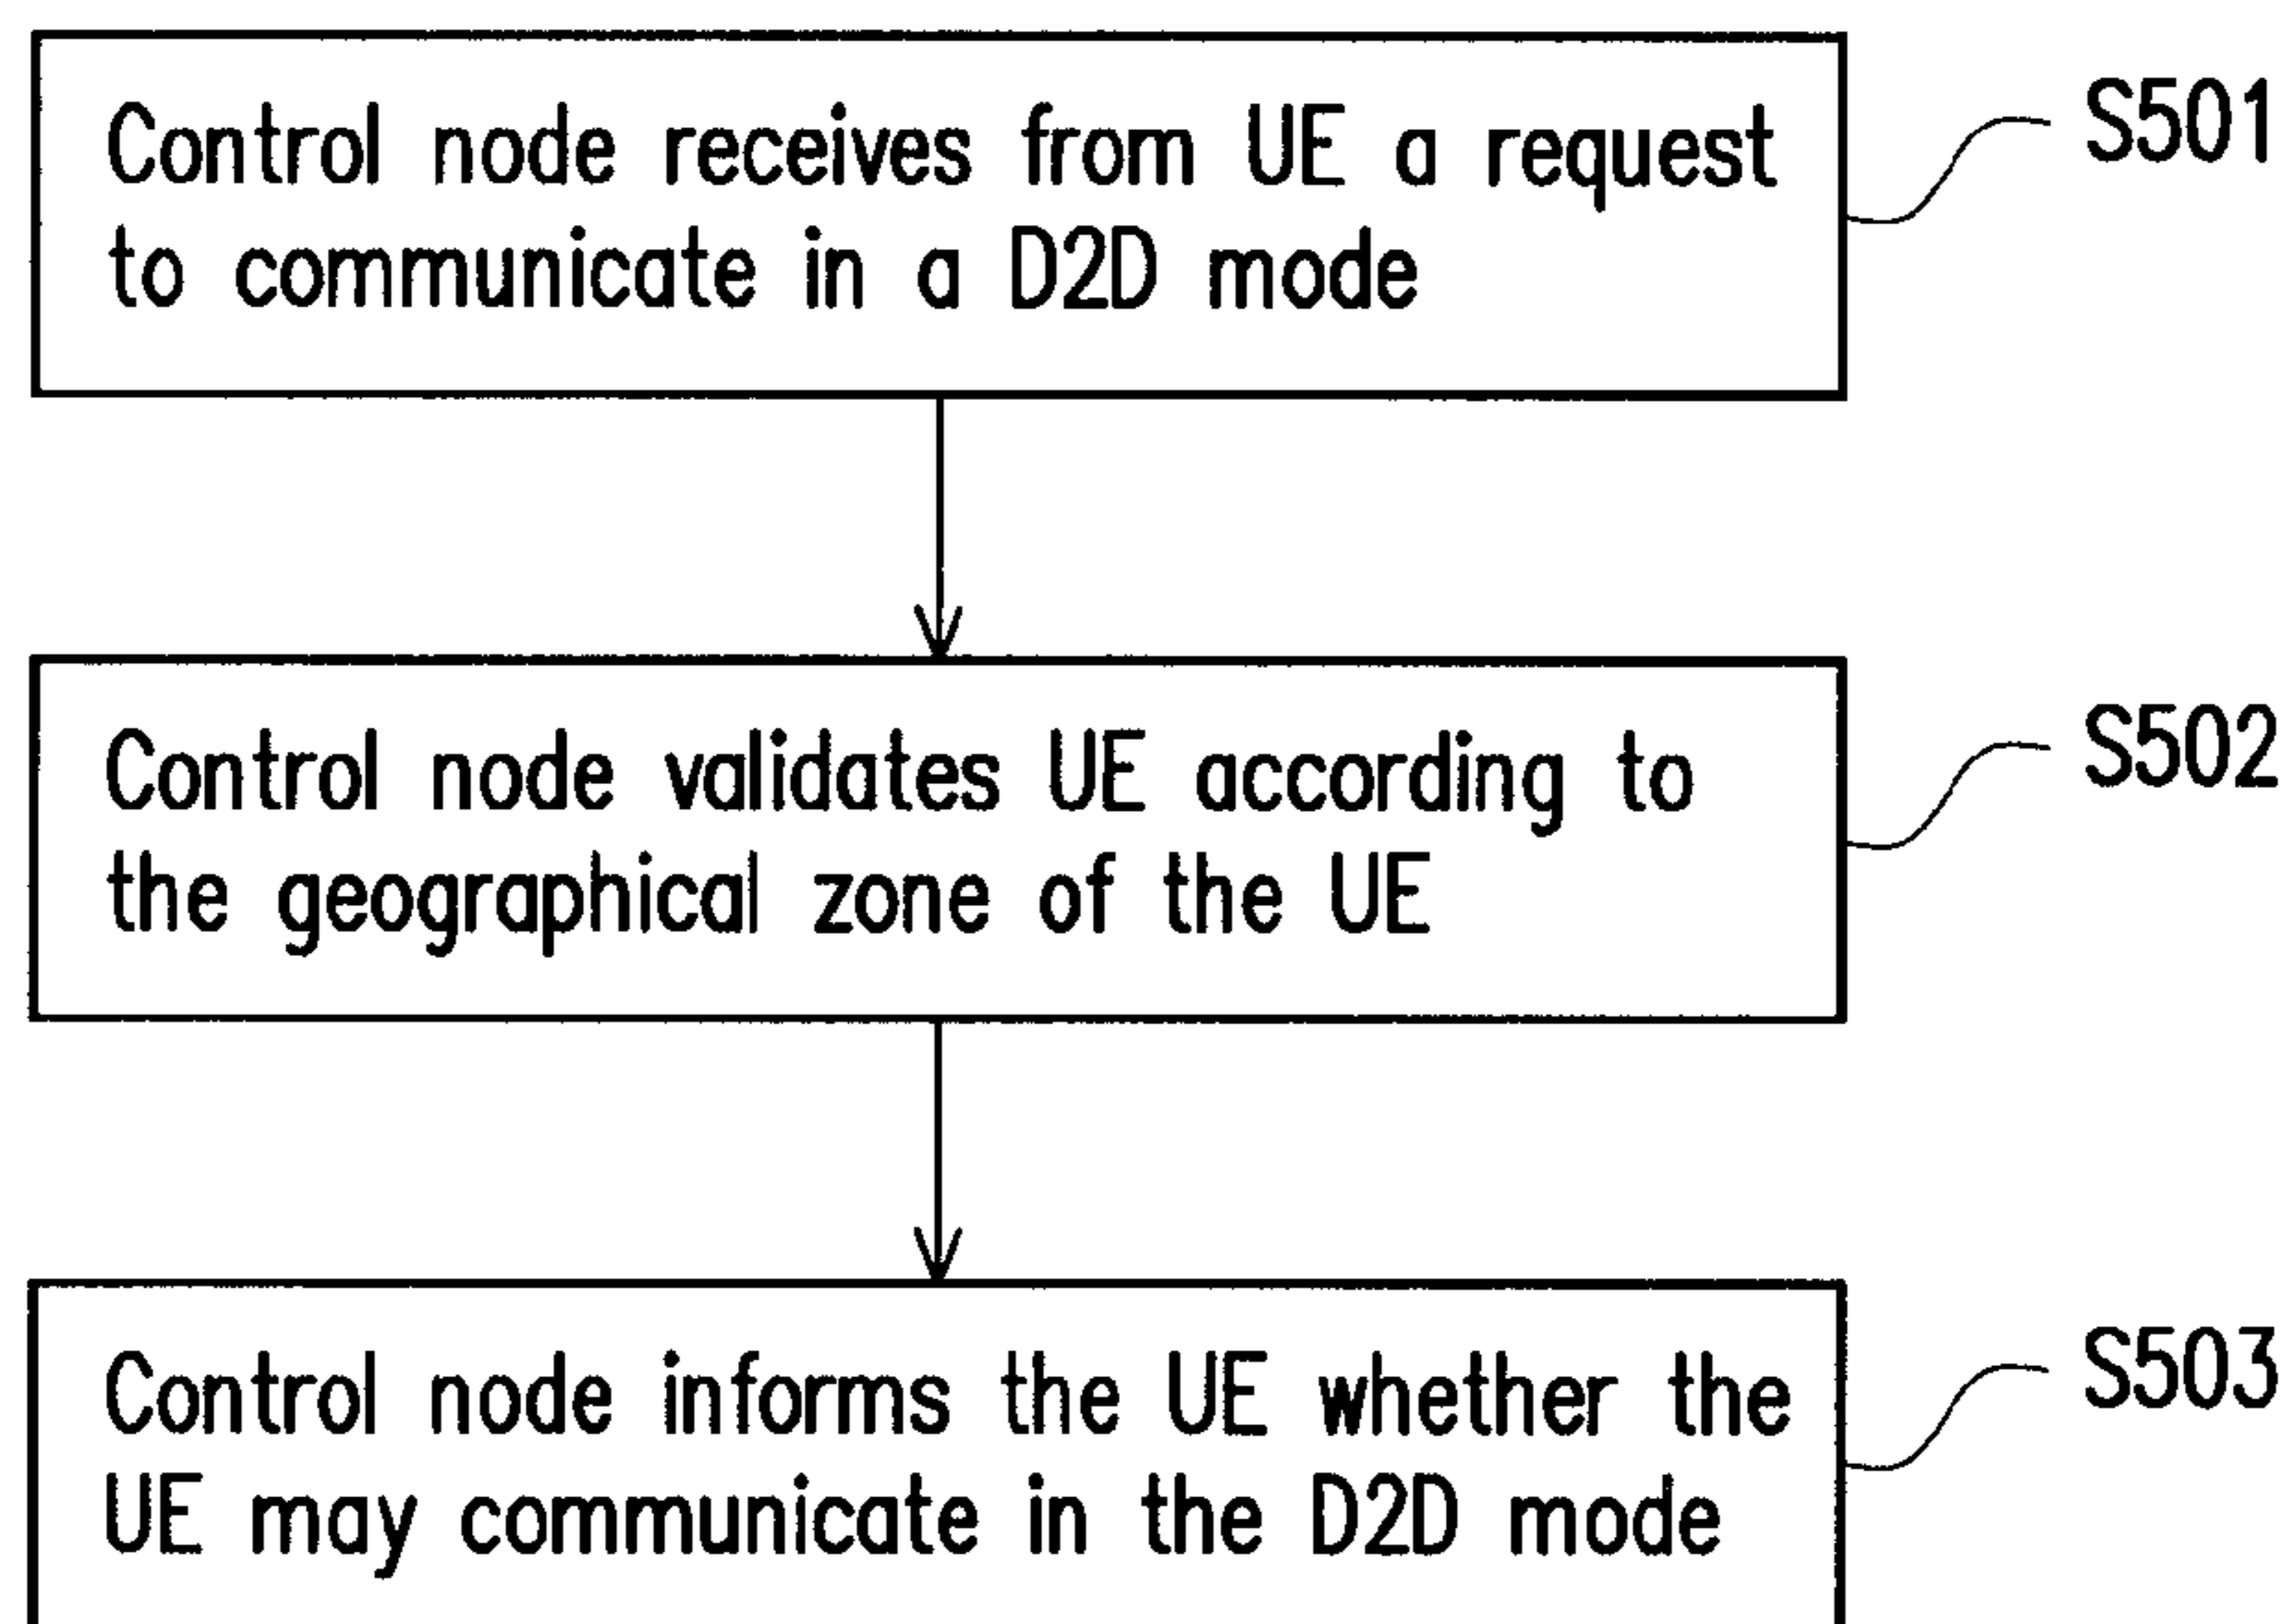 Control node receives from UE a request
to communicate in a D2D mode
S501
Control node validates UE according to
the geographical zone of the UE
S502
Control node informs the UE whether the
UE may communicate in the D2D mode
S503